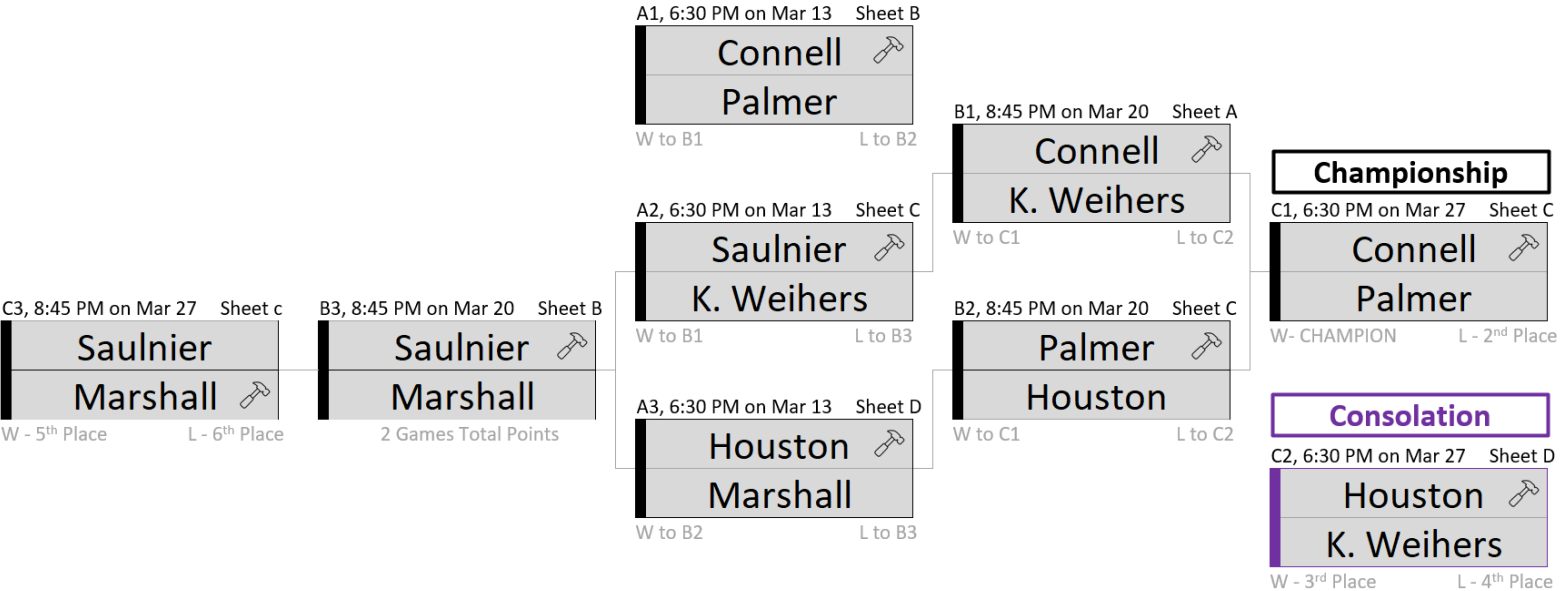 A1, 6:30 PM on Mar 13 Sheet B
Connell
Palmer
W to B1 L to B2
A2, 6:30 PM on Mar 13 Sheet C
Saulnier
K. Weihers
W to B1 L to B3
A3, 6:30 PM on Mar 13 Sheet D
Houston
Marshall
W to B2 L to B3
B1, 8:45 PM on Mar 20 Sheet A
Connell
K. Weihers
W to C1 L to C2
B2, 8:45 PM on Mar 20 Sheet C
Palmer
Houston
W to C1 L to C2
B3, 8:45 PM on Mar 20 Sheet B
Saulnier
Marshall
2 Games Total Points
C3, 8:45 PM on Mar 27 Sheet c
Saulnier
Marshall
W - 5th Place L - 6th Place
Championship
C1, 6:30 PM on Mar 27 Sheet C
Connell
Palmer
W- CHAMPION L - 2nd Place
Consolation
C2, 6:30 PM on Mar 27 Sheet D
Houston
K. Weihers
W - 3rd Place L - 4th Place